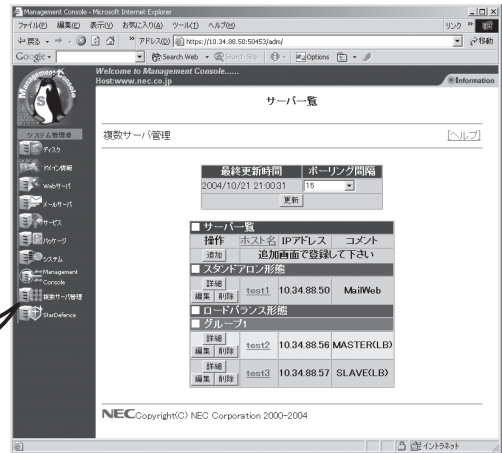 Management Console - Microsoft Internet Explorer
ファイル(F) 編集(E) 表示(V) お気に入り(A) ツール(T) ヘルプ(H)
リンク
戻る アドレス(D) https://10.34.88.50:50453/adm/ 移動
Google Search Web Search Site Options
Management Console
Welcome to Management Console......
Host:www.nec.co.jp
Information
サーバ一覧
システム管理者
ディスク
ドメイン情報
Webサーバ
メールサーバ
サービス
パッケージ
システム
Management Console
複数サーバ管理
StarDefence
複数サーバ管理 [ヘルプ]
最終更新時間 ポーリング間隔
2004/10/21 21:00:31 15
更新
■ サーバ一覧
操作 ホスト名 IPアドレス コメント
追加 追加画面で登録して下さい
■ スタンドアロン形態
詳細
編集 削除 test1 10.34.88.50 MailWeb
■ ロードバランス形態
■ グループ1
詳細
編集 削除 test2 10.34.88.56 MASTER(LB)
詳細
編集 削除 test3 10.34.88.57 SLAVE(LB)
NEC Copyright(C) NEC Corporation 2000-2004
イントラネット